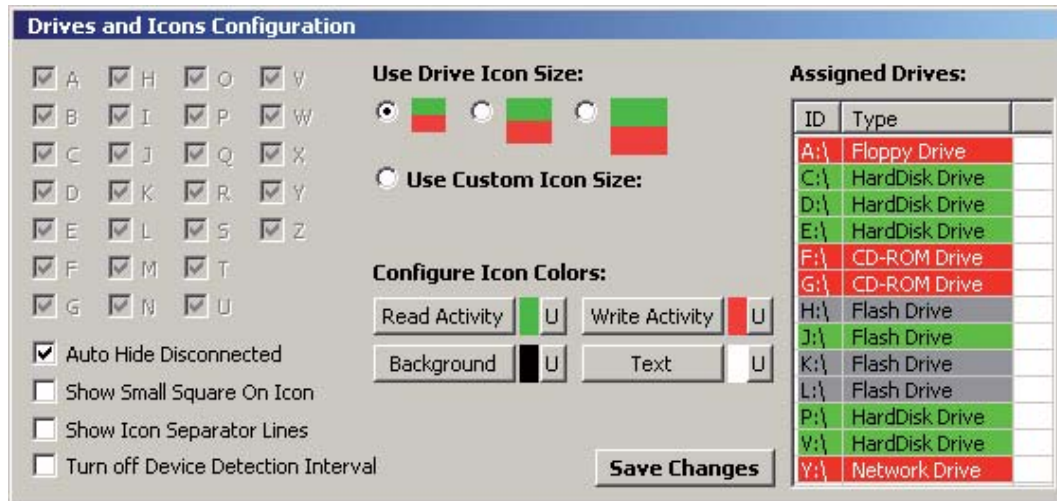 Drives and Icons Configuration
A H O V
B I P W
C J Q X
D K R Y
E L S Z
F M T
G N U
Auto Hide Disconnected
Show Small Square On Icon
Show Icon Separator Lines
Turn off Device Detection Interval
Use Drive Icon Size:
Use Custom Icon Size:
Configure Icon Colors:
Read Activity U Write Activity U
Background U Text U
Save Changes
Assigned Drives:
ID Type
A:\ Floppy Drive
C:\ HardDisk Drive
D:\ HardDisk Drive
E:\ HardDisk Drive
F:\ CD-ROM Drive
G:\ CD-ROM Drive
H:\ Flash Drive
J:\ Flash Drive
K:\ Flash Drive
L:\ Flash Drive
P:\ HardDisk Drive
V:\ HardDisk Drive
Y:\ Network Drive